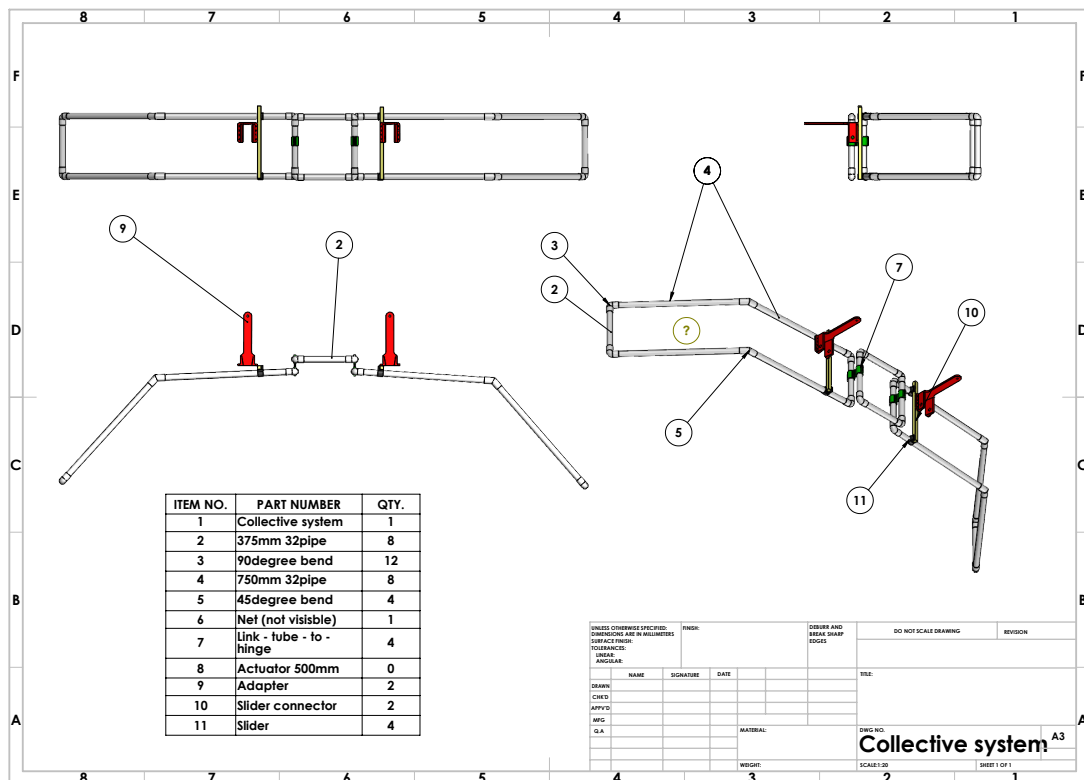 8 7 6 5 4 3 2 1
F F
E E
D D
C C
B B
A A
9
2
3
2
4
?
5
7
10
11
ITEM NO. PART NUMBER QTY.
1 Collective system 1
2 375mm 32pipe 8
3 90degree bend 12
4 750mm 32pipe 8
5 45degree bend 4
6 Net (not visisble) 1
7 Link - tube - to -
hinge 4
8 Actuator 500mm 0
9 Adapter 2
10 Slider connector 2
11 Slider 4
UNLESS OTHERWISE SPECIFIED:
DIMENSIONS ARE IN MILLIMETERS
SURFACE FINISH:
TOLERANCES:
LINEAR:
ANGULAR:
FINISH:
DEBURR AND
BREAK SHARP
EDGES
DO NOT SCALE DRAWING
REVISION
NAME SIGNATURE DATE
DRAWN
CHK'D
APPV'D
MFG
Q.A
MATERIAL:
WEIGHT:
TITLE:
DWG NO.
Collective system
A3
SCALE:1:20
SHEET 1 OF 1
8 7 6 5 4 3 2 1